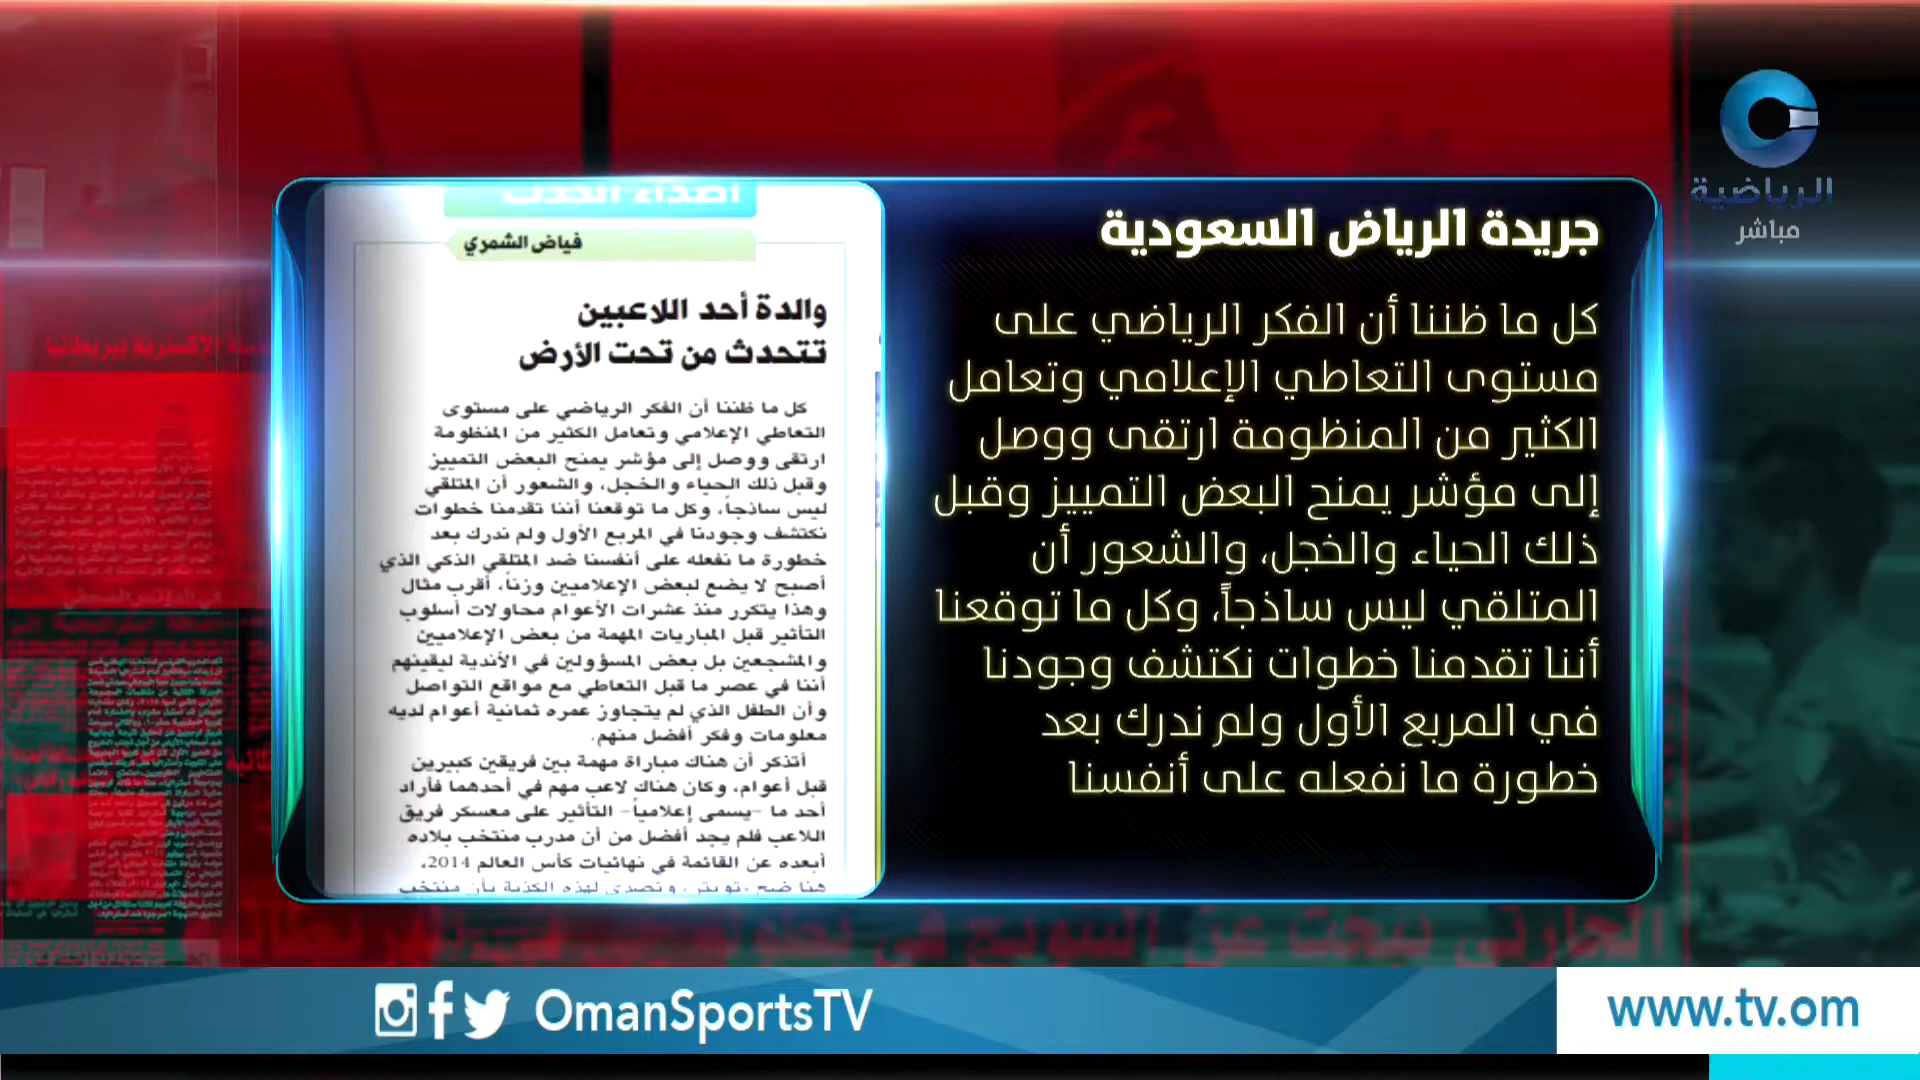 الرياضية
مباشر
جريدة الرياض السعودية
كل ما ظننا أن الفكر الرياضي على
مستوى التعاطي الإعلامي وتعامل
الكثير من المنظومة ارتقى ووصل
إلى مؤشر يمنح البعض التمييز وقبل
ذلك الحياء والخجل، والشعور أن
المتلقي ليس ساذجاً، وكل ما توقعنا
أننا تقدمنا خطوات نكتشف وجودنا
في المربع الأول ولم ندرك بعد
خطورة ما نفعله على أنفسنا
أصداء الحدث
فياض الشمري
والدة أحد اللاعبين
تتحدث من تحت الأرض
كل ما ظننا أن الفكر الرياضي على مستوى
التعاطي الإعلامي وتعامل الكثير من المنظومة
ارتقى ووصل إلى مؤشر يمنح البعض التمييز
وقبل ذلك الحياء والخجل، والشعور أن المتلقي
ليس ساذجاً، وكل ما توقعنا أننا تقدمنا خطوات
نكتشف وجودنا في المربع الأول ولم ندرك بعد
خطورة ما نفعله على أنفسنا ضد المتلقي الذكي الذي
أصبح لا يضع لبعض الإعلاميين وزناً، أقرب مثال
وهذا يتكرر منذ عشرات الأعوام محاولات أسلوب
التأثير قبل المباريات المهمة من بعض الإعلاميين
والمشجعين بل بعض المسؤولين في الأندية ليقينهم
أننا في عصر ما قبل التعاطي مع مواقع التواصل
وأن الطفل الذي لم يتجاوز عمره ثمانية أعوام لديه
معلومات وفكر أفضل منهم.
أتذكر أن هناك مباراة مهمة بين فريقين كبيرين
قبل أعوام، وكان هناك لاعب مهم في أحدهما فأراد
أحد ما -يسمى إعلامياً- التأثير على معسكر فريق
اللاعب فلم يجد أفضل من أن مدرب منتخب بلاده
أبعده عن القائمة في نهائيات كأس العالم 2014،
هنا ضج «تويتر» وتصدى لهذه الكذبة بأن منتخب
OmanSportsTV
www.tv.om